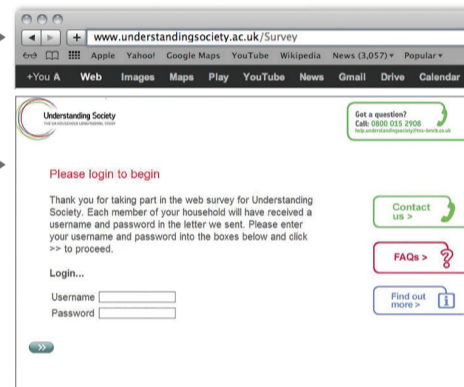 www.understandingsociety.ac.uk/Survey
Apple Yahoo! Google Maps YouTube Wikipedia News (3,057) Popular
+You A Web Images Maps Play YouTube News Gmail Drive Calendar
Understanding Society
Got a question?
Call: 0800 015 2908
Please login to begin
Thank you for taking part in the web survey for Understanding
Society. Each member of your household will have received a
username and password in the letter we sent. Please enter
your username and password into the boxes below and click
>> to proceed.
Contact
us >
FAQs >
Login...
Find out
more >
Username
Password
>>